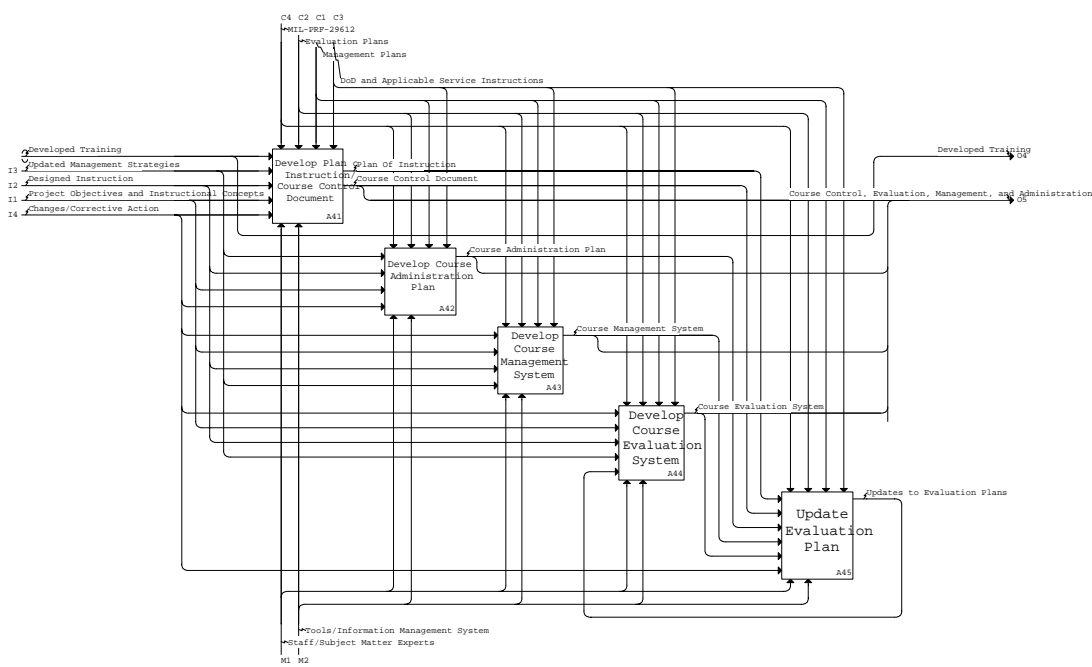 C4 C2 C1 C3
MIL-PRF-29612
Evaluation Plans
Management Plans
DoD and Applicable Service Instructions
Developed Training
I3 Updated Management Strategies
I2 Designed Instruction
I1 Project Objectives and Instructional Concepts
I4 Changes/Corrective Action
Develop Plan
Instruction/
Course Control
Document
A41
Plan Of Instruction
Course Control Document
Developed Training
O4
Course Control, Evaluation, Management, and Administration
O5
Develop Course
Administration
Plan
A42
Course Administration Plan
Develop
Course
Management
System
A43
Course Management System
Develop
Course
Evaluation
System
A44
Course Evaluation System
Update
Evaluation
Plan
A45
Updates to Evaluation Plans
Tools/Information Management System
Staff/Subject Matter Experts
M1 M2